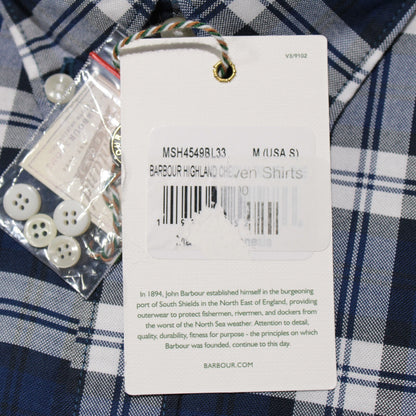 V3/9102
MSH4549BL33 M (USA S)
BARBOUR HIGHLAND CHE ven Shirts
In 1894, John Barbour established himself in the burgeoning
port of South Shields in the North East of England, providing
outerwear to protect fishermen, rivermen, and dockers from
the worst of the North Sea weather. Attention to detail,
quality, durability, fitness for purpose - the principles on which
Barbour was founded, continue to this day.
BARBOUR.COM